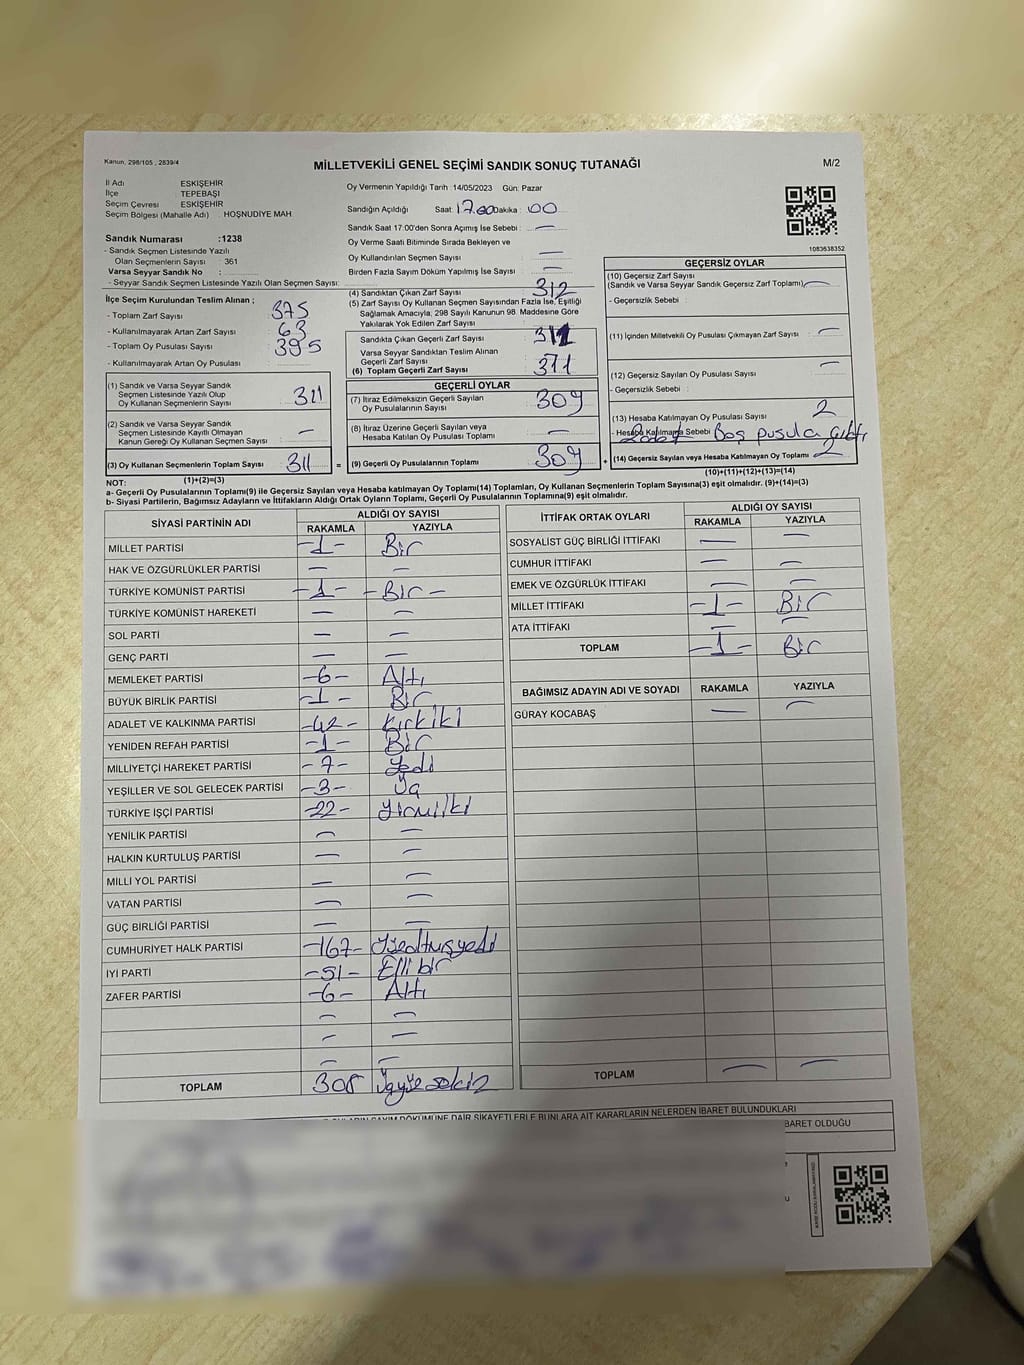 Kanun, 298/105 , 2839/4
MİLLETVEKİLİ GENEL SEÇİMİ SANDIK SONUÇ TUTANAĞI
M/2
İl Adı : ESKİŞEHİR
İlçe : TEPEBAŞI
Seçim Çevresi : ESKİŞEHİR
Seçim Bölgesi (Mahalle Adı) : HOŞNUDİYE MAH
Oy Vermenin Yapıldığı Tarih :14/05/2023 Gün: Pazar
Sandığın Açıldığı Saat: 17.00 Dakika : 00
Sandık Saat 17:00'den Sonra Açımış İse Sebebi : —
Oy Verme Saati Bitiminde Sırada Bekleyen ve
Oy Kullandırılan Seçmen Sayısı : —
Birden Fazla Sayım Döküm Yapılmış İse Sayısı : —
1083638352
Sandık Numarası :1238
- Sandık Seçmen Listesinde Yazılı
Olan Seçmenlerin Sayısı : 361
Varsa Seyyar Sandık No :
- Seyyar Sandık Seçmen Listesinde Yazılı Olan Seçmen Sayısı:
İlçe Seçim Kurulundan Teslim Alınan ;
- Toplam Zarf Sayısı : 375
- Kullanılmayarak Artan Zarf Sayısı : 63
- Toplam Oy Pusulası Sayısı : 395
- Kullanılmayarak Artan Oy Pusulası :
(1) Sandık ve Varsa Seyyar Sandık
Seçmen Listesinde Yazılı Olup
Oy Kullanan Seçmenlerin Sayısı : 311
(2) Sandık ve Varsa Seyyar Sandık
Seçmen Listesinde Kayıtlı Olmayan
Kanun Gereği Oy Kullanan Seçmen Sayısı : —
(3) Oy Kullanan Seçmenlerin Toplam Sayısı : 311
(1)+(2)=(3)
(4) Sandıktan Çıkan Zarf Sayısı : 312
(5) Zarf Sayısı Oy Kullanan Seçmen Sayısından Fazla İse, Eşitliği
Sağlamak Amacıyla, 298 Sayılı Kanunun 98. Maddesine Göre
Yakılarak Yok Edilen Zarf Sayısı :
Sandıkta Çıkan Geçerli Zarf Sayısı : 311
Varsa Seyyar Sandıktan Teslim Alınan
Geçerli Zarf Sayısı :
(6) Toplam Geçerli Zarf Sayısı : 311
GEÇERLİ OYLAR
(7) İtiraz Edilmeksizin Geçerli Sayılan
Oy Pusulalarının Sayısı : 309
(8) İtiraz Üzerine Geçerli Sayılan veya
Hesaba Katılan Oy Pusulası Toplamı : —
= (9) Geçerli Oy Pusulalarının Toplamı : 309 +
GEÇERSİZ OYLAR
(10) Geçersiz Zarf Sayısı
(Sandık ve Varsa Seyyar Sandık Geçersiz Zarf Toplamı) : —
- Geçersizlik Sebebi :
(11) İçinden Milletvekili Oy Pusulası Çıkmayan Zarf Sayısı : —
(12) Geçersiz Sayılan Oy Pusulası Sayısı : —
- Geçersizlik Sebebi :
(13) Hesaba Katılmayan Oy Pusulası Sayısı : 2
- Hesaba Katılmama Sebebi : Boş pusula Çıktı
(14) Geçersiz Sayılan veya Hesaba Katılmayan Oy Toplamı : 2
(10)+(11)+(12)+(13)=(14)
NOT:
a- Geçerli Oy Pusulalarının Toplamı(9) ile Geçersiz Sayılan veya Hesaba katılmayan Oy Toplamı(14) Toplamları, Oy Kullanan Seçmenlerin Toplam Sayısına(3) eşit olmalıdır. (9)+(14)=(3)
b- Siyasi Partilerin, Bağımsız Adayların ve İttifakların Aldığı Ortak Oyların Toplamı, Geçerli Oy Pusulalarının Toplamına(9) eşit olmalıdır.
SİYASİ PARTİNİN ADI ALDIĞI OY SAYISI
RAKAMLA YAZIYLA
MİLLET PARTİSİ -1- Bir
HAK VE ÖZGÜRLÜKLER PARTİSİ — —
TÜRKİYE KOMÜNİST PARTİSİ -1- -Bir-
TÜRKİYE KOMÜNİST HAREKETİ — —
SOL PARTİ — —
GENÇ PARTİ — —
MEMLEKET PARTİSİ -6- Altı
BÜYÜK BİRLİK PARTİSİ -1- Bir
ADALET VE KALKINMA PARTİSİ -42- kırkiki
YENİDEN REFAH PARTİSİ -1- Bir
MİLLİYETÇİ HAREKET PARTİSİ -7- Yedi
YEŞİLLER VE SOL GELECEK PARTİSİ -3- Üç
TÜRKİYE İŞÇİ PARTİSİ -22- yirmiiki
YENİLİK PARTİSİ — —
HALKIN KURTULUŞ PARTİSİ — —
MİLLİ YOL PARTİSİ — —
VATAN PARTİSİ — —
GÜÇ BİRLİĞİ PARTİSİ — —
CUMHURİYET HALK PARTİSİ -167- Yüzaltmışyedi
İYİ PARTİ -51- Elli bir
ZAFER PARTİSİ -6- Altı
— —
— —
— —
TOPLAM 308 Üçyüzsekiz
İTTİFAK ORTAK OYLARI ALDIĞI OY SAYISI
RAKAMLA YAZIYLA
SOSYALİST GÜÇ BİRLİĞİ İTTİFAKI — —
CUMHUR İTTİFAKI — —
EMEK VE ÖZGÜRLÜK İTTİFAKI — —
MİLLET İTTİFAKI -1- Bir
ATA İTTİFAKI — —
TOPLAM -1- Bir
BAĞIMSIZ ADAYIN ADI VE SOYADI RAKAMLA YAZIYLA
GÜRAY KOCABAŞ — —
TOPLAM — —
SAYIM DÖKÜMÜNE DAİR ŞİKAYETLERLE BUNLARA AİT KARARLARIN NELERDEN İBARET BULUNDUKLARI
İBARET OLDUĞU